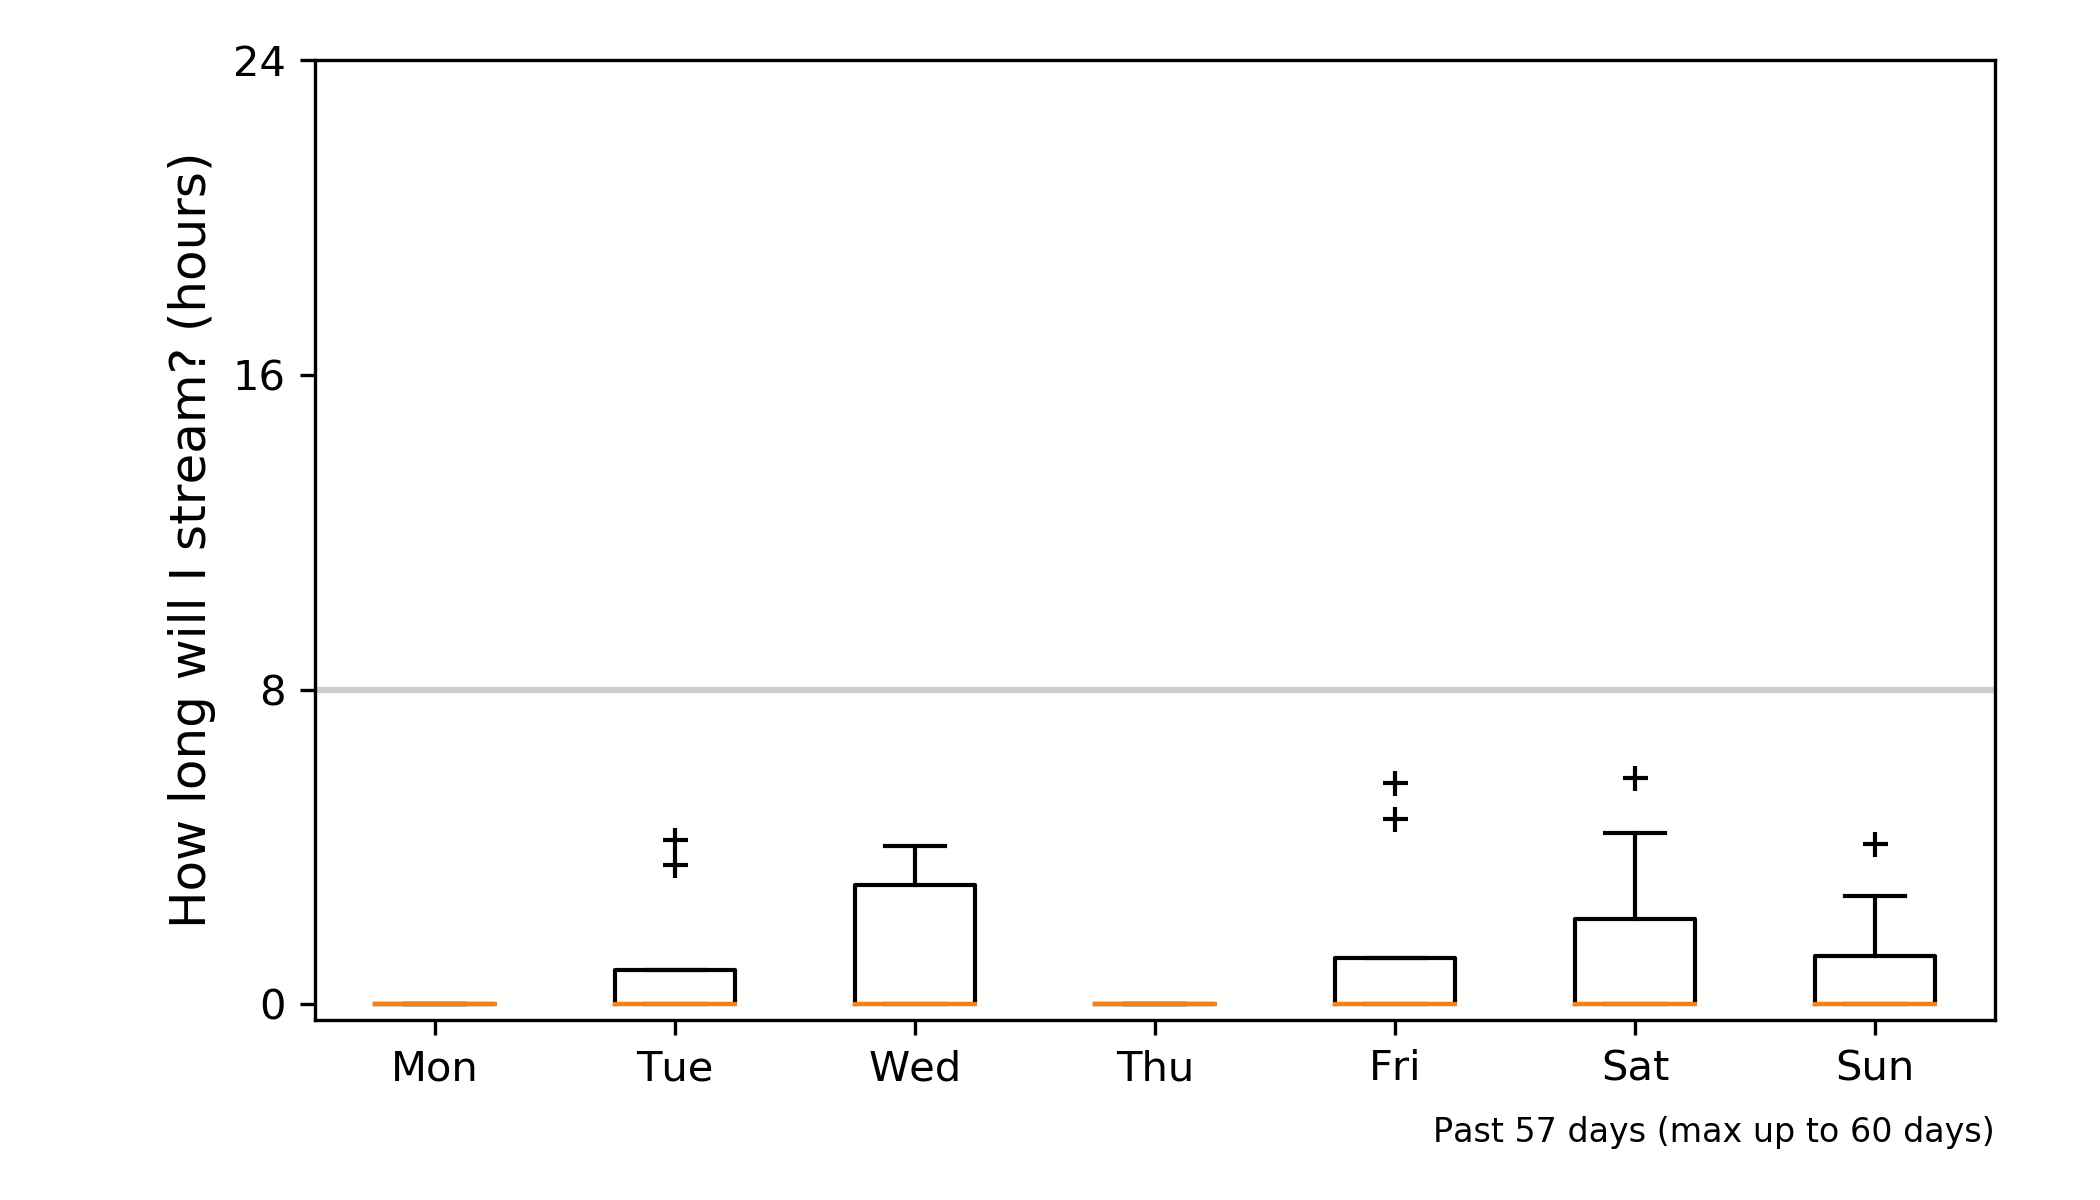 How long will I stream? (hours)
24
16
8
0
Mon Tue Wed Thu Fri Sat Sun
Past 57 days (max up to 60 days)